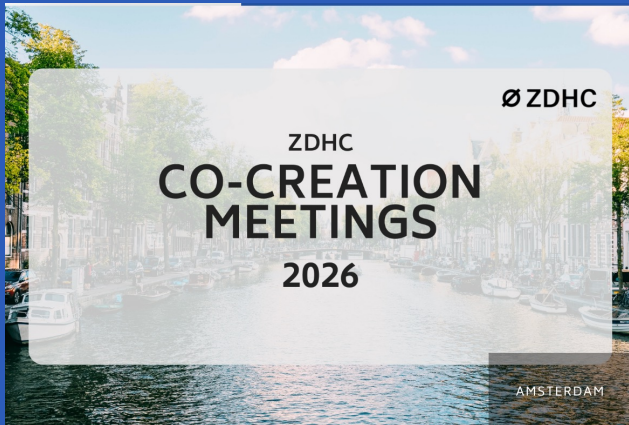 Ø ZDHC
ZDHC
CO-CREATION
MEETINGS
2026
AMSTERDAM